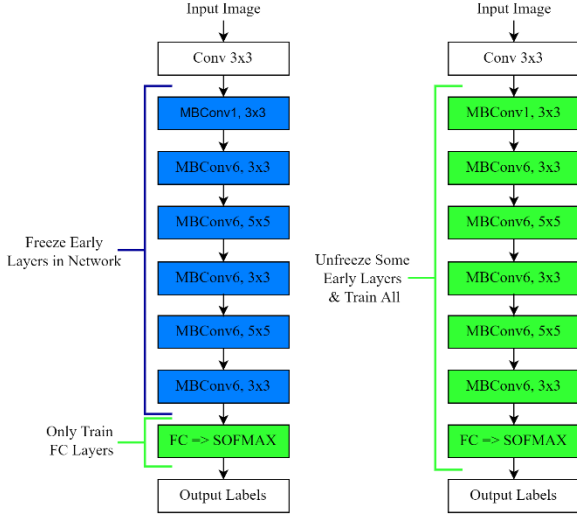 Input Image
Conv 3x3
MBConv1, 3x3
MBConv6, 3x3
MBConv6, 5x5
MBConv6, 3x3
MBConv6, 5x5
MBConv6, 3x3
FC => SOFMAX
Output Labels
Freeze Early
Layers in Network
Only Train
FC Layers
Input Image
Conv 3x3
MBConv1, 3x3
MBConv6, 3x3
MBConv6, 5x5
MBConv6, 3x3
MBConv6, 5x5
MBConv6, 3x3
FC => SOFMAX
Output Labels
Unfreeze Some
Early Layers
& Train All